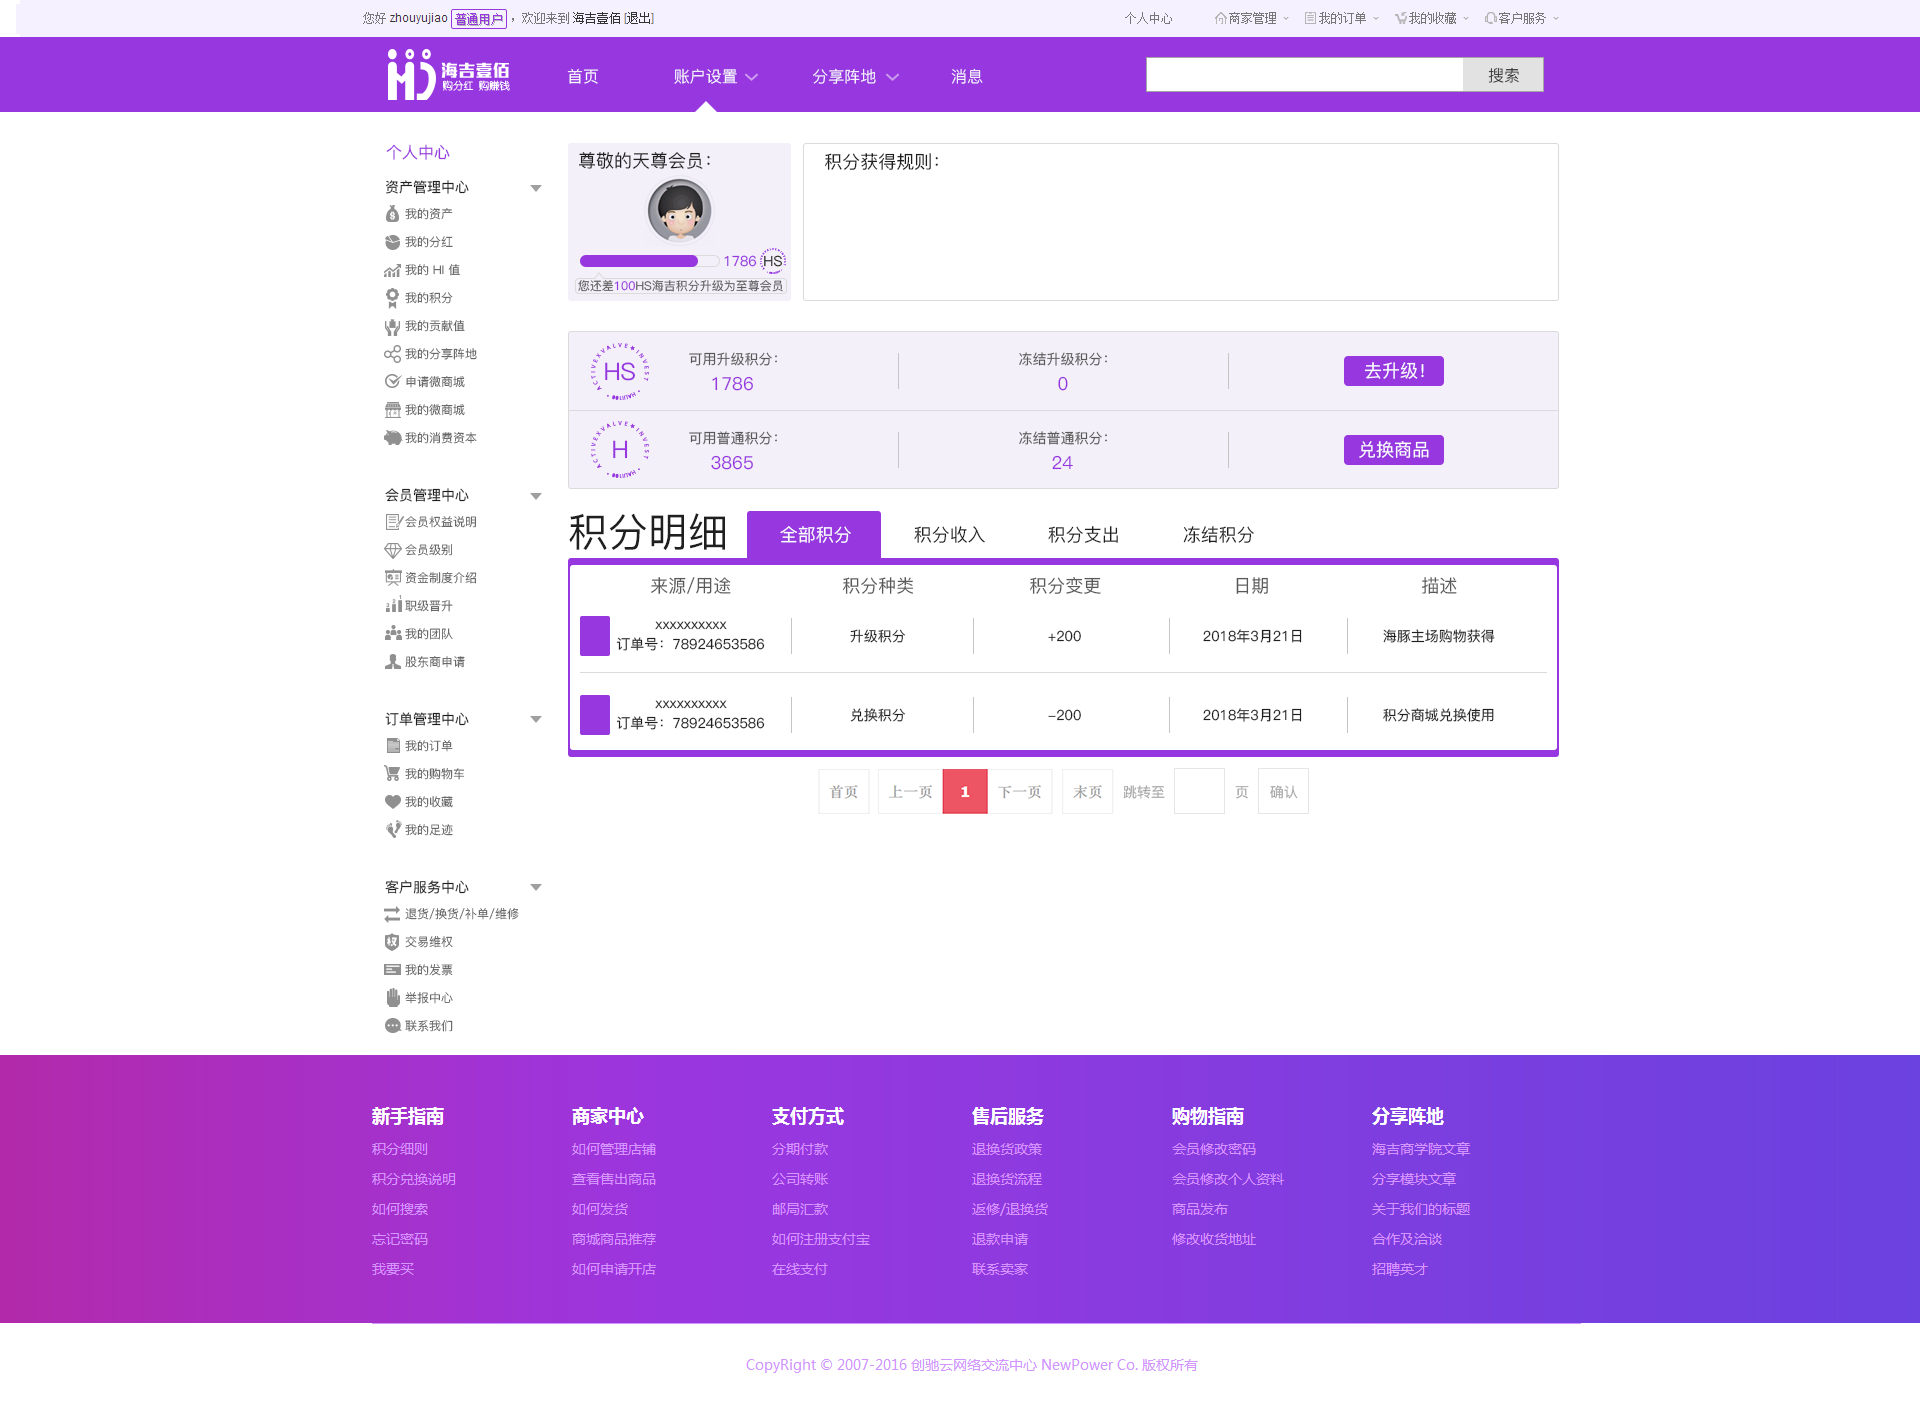 您好 zhouyujiao 普通用户 ，欢迎来到 海吉壹佰 [退出]
个人中心 商家管理 我的订单 我的收藏 客户服务
海吉壹佰
购分红 购赚钱
首页 账户设置 分享阵地 消息 搜索
个人中心
资产管理中心
我的资产
我的分红
我的 HI 值
我的积分
我的贡献值
我的分享阵地
申请微商城
我的微商城
我的消费资本
会员管理中心
会员权益说明
会员级别
资金制度介绍
职级晋升
我的团队
股东商申请
订单管理中心
我的订单
我的购物车
我的收藏
我的足迹
客户服务中心
退货/换货/补单/维修
交易维权
我的发票
举报中心
联系我们
尊敬的天尊会员：
1786 HS
您还差100HS海吉积分升级为至尊会员
积分获得规则：
ACTIVEXVALVE★INVEST
HS
可用升级积分： 冻结升级积分：
1786 0
去升级！
ACTIVEXVALVE★INVEST
H
可用普通积分： 冻结普通积分：
3865 24
兑换商品
积分明细 全部积分 积分收入 积分支出 冻结积分
来源/用途 积分种类 积分变更 日期 描述
xxxxxxxxxx
订单号：78924653586 升级积分 +200 2018年3月21日 海豚主场购物获得
xxxxxxxxxx
订单号：78924653586 兑换积分 -200 2018年3月21日 积分商城兑换使用
首页 上一页 1 下一页 末页 跳转至 页 确认
新手指南 商家中心 支付方式 售后服务 购物指南 分享阵地
积分细则 如何管理店铺 分期付款 退换货政策 会员修改密码 海吉商学院文章
积分兑换说明 查看售出商品 公司转账 退换货流程 会员修改个人资料 分享模块文章
如何搜索 如何发货 邮局汇款 返修/退换货 商品发布 关于我们的标题
忘记密码 商城商品推荐 如何注册支付宝 退款申请 修改收货地址 合作及洽谈
我要买 如何申请开店 在线支付 联系卖家 招聘英才
CopyRight © 2007-2016 创驰云网络交流中心 NewPower Co. 版权所有